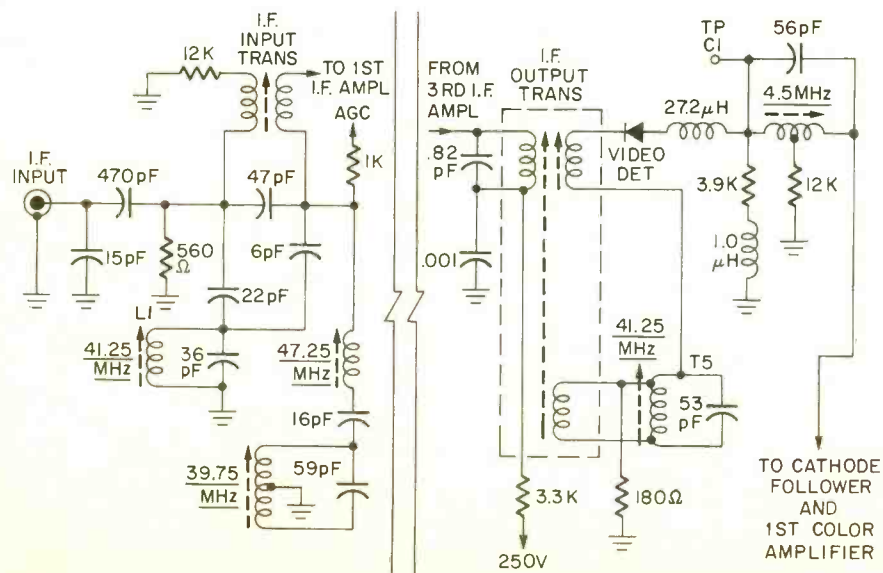 I.F.
INPUT
TRANS
12K
TO 1ST
I.F. AMPL
AGC
1K
I.F.
INPUT
470pF
47pF
15pF
560
Ω
6pF
22pF
L1
41.25
MHz
36
pF
47.25
MHz
16pF
39.75
MHz
59pF
FROM
3RD I.F.
AMPL
I.F.
OUTPUT
TRANS
.82
pF
.001
VIDEO
DET
27.2μH
TP
C1
56pF
4.5MHz
3.9K
12K
1.0
μH
41.25
MHz
T5
53
pF
3.3K
180Ω
250V
TO CATHODE
FOLLOWER
AND
1ST COLOR
AMPLIFIER